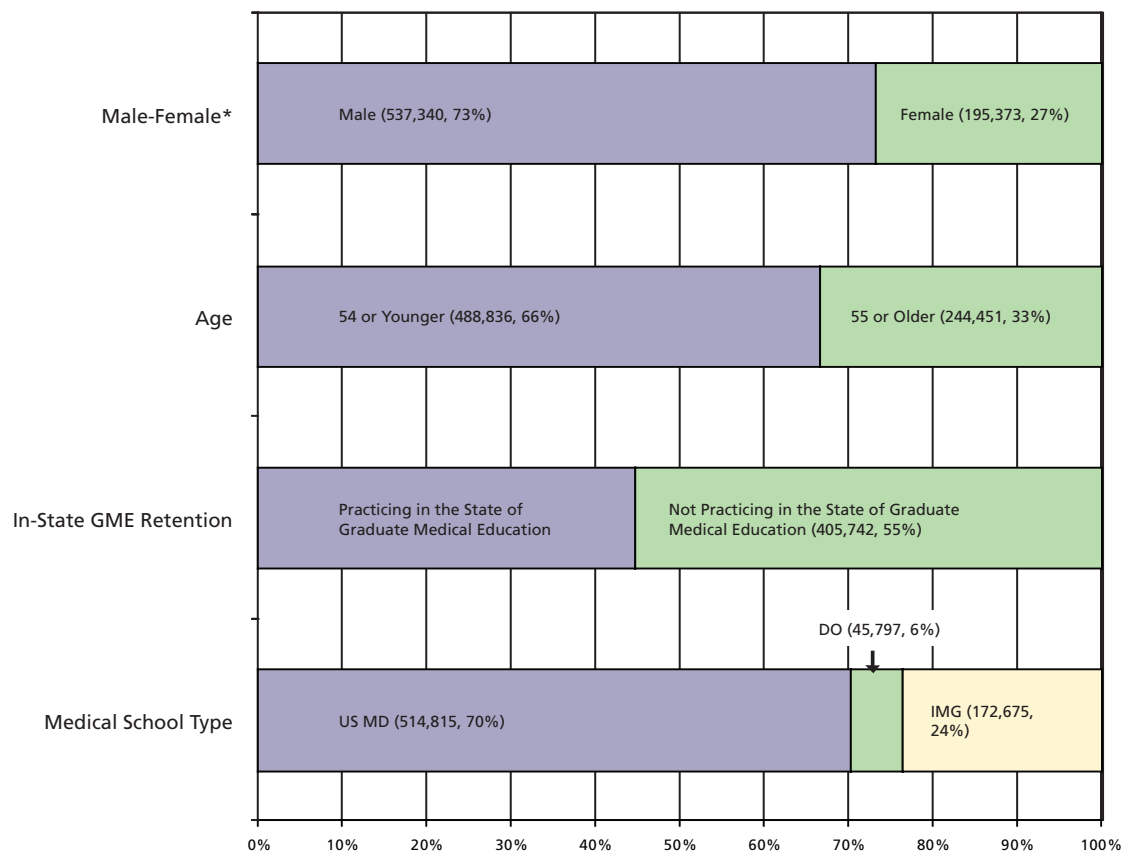 Male-Female*
Male (537,340, 73%)
Female (195,373, 27%)
Age
54 or Younger (488,836, 66%)
55 or Older (244,451, 33%)
In-State GME Retention
Practicing in the State of
Graduate Medical Education
Not Practicing in the State of Graduate
Medical Education (405,742, 55%)
DO (45,797, 6%)
Medical School Type
US MD (514,815, 70%)
IMG (172,675,
24%)
0% 10% 20% 30% 40% 50% 60% 70% 80% 90% 100%